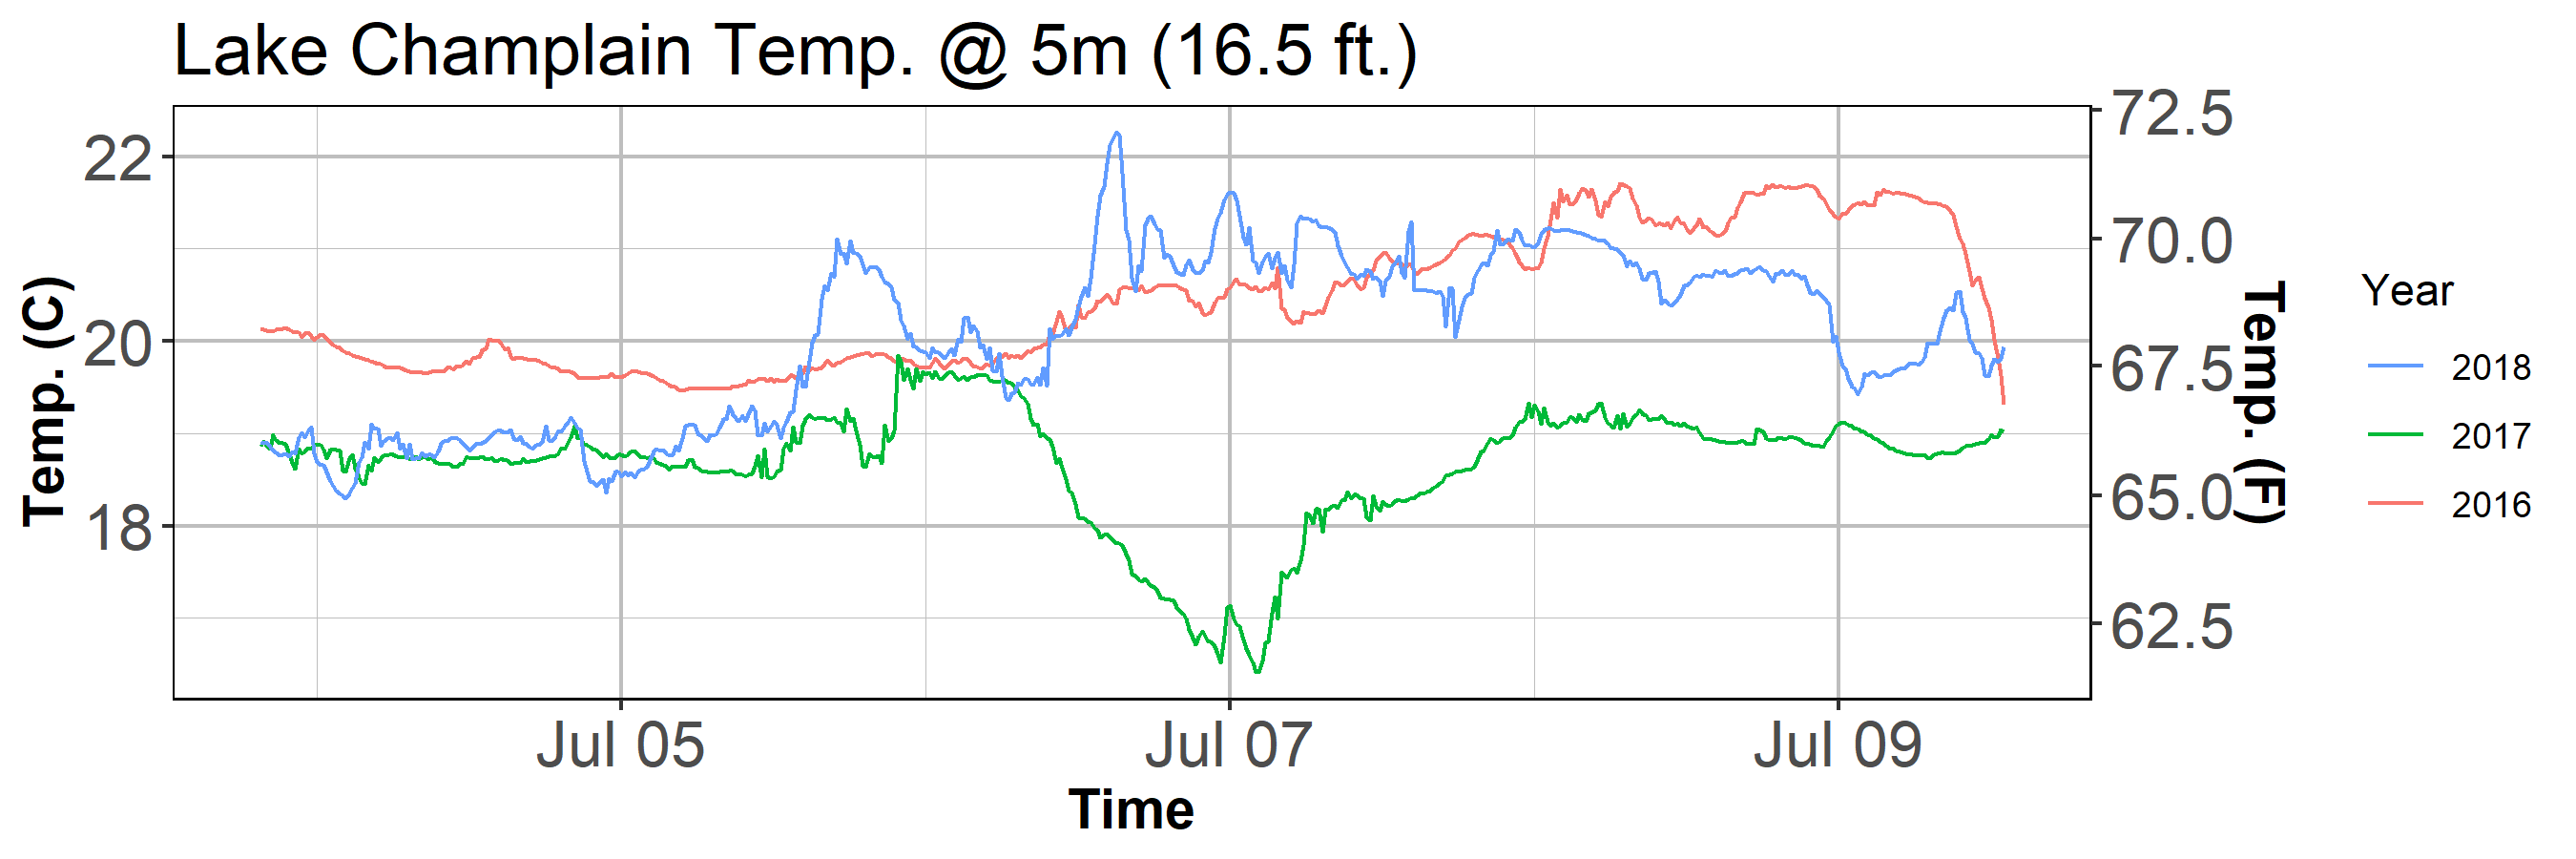 Lake Champlain Temp. @ 5m (16.5 ft.)
Temp. (C)
22
20
18
72.5
70.0
67.5
65.0
62.5
Temp. (F)
Jul 05
Jul 07
Jul 09
Time
Year
2018
2017
2016